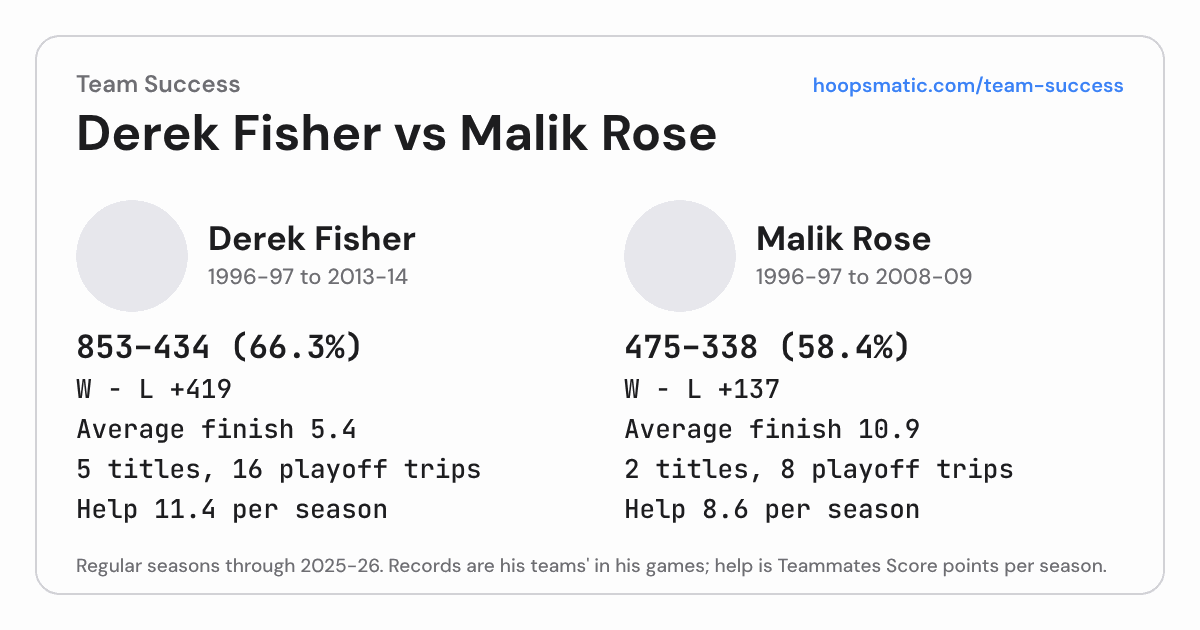 Team Success
hoopsmatic.com/team-success
Derek Fisher vs Malik Rose
Derek Fisher
1996-97 to 2013-14
853-434 (66.3%)
W - L +419
Average finish 5.4
5 titles, 16 playoff trips
Help 11.4 per season
Malik Rose
1996-97 to 2008-09
475-338 (58.4%)
W - L +137
Average finish 10.9
2 titles, 8 playoff trips
Help 8.6 per season
Regular seasons through 2025-26. Records are his teams' in his games; help is Teammates Score points per season.